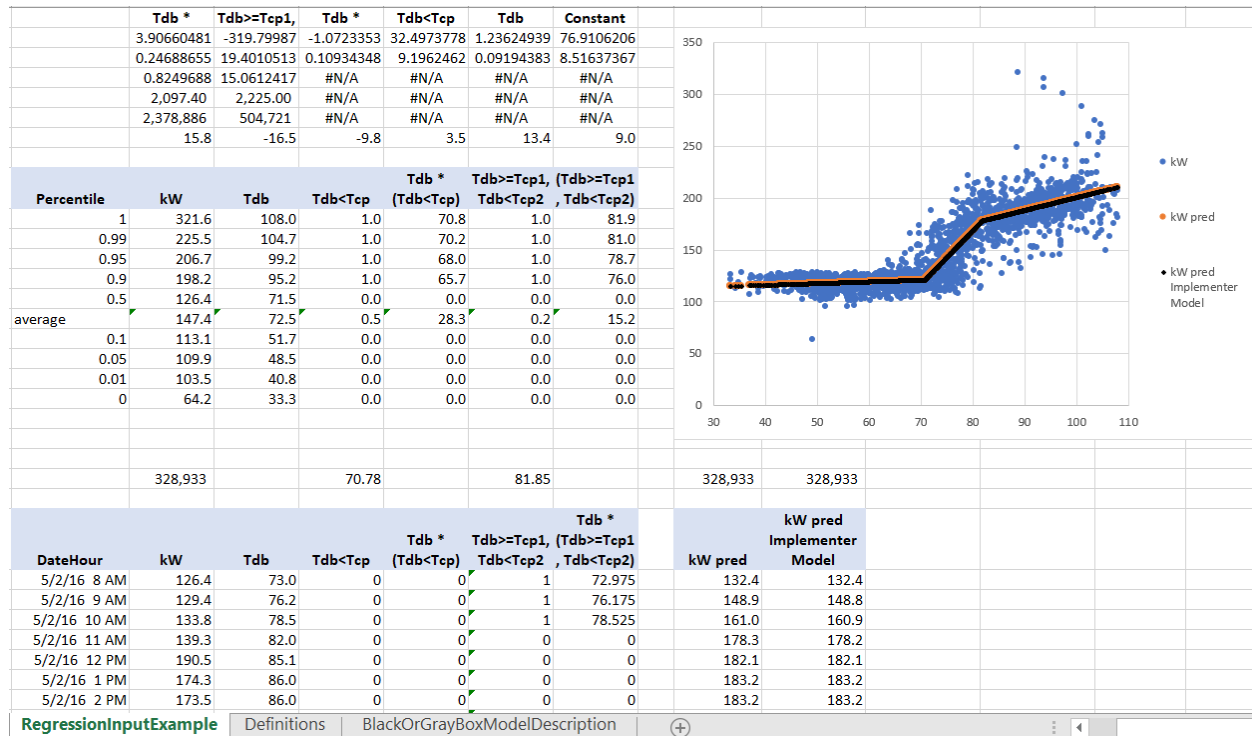 Tdb * Tdb>=Tcp1, Tdb * Tdb<Tcp Tdb Constant
3.90660481 -319.79987 -1.0723353 32.4973778 1.23624939 76.9106206
0.24688655 19.4010513 0.10934348 9.1962462 0.09194383 8.51637367
0.8249688 15.0612417 #N/A #N/A #N/A #N/A
2,097.40 2,225.00 #N/A #N/A #N/A #N/A
2,378,886 504,721 #N/A #N/A #N/A #N/A
15.8 -16.5 -9.8 3.5 13.4 9.0
Tdb * Tdb>=Tcp1, (Tdb>=Tcp1
Percentile kW Tdb Tdb<Tcp (Tdb<Tcp) Tdb<Tcp2 , Tdb<Tcp2)
1 321.6 108.0 1.0 70.8 1.0 81.9
0.99 225.5 104.7 1.0 70.2 1.0 81.0
0.95 206.7 99.2 1.0 68.0 1.0 78.7
0.9 198.2 95.2 1.0 65.7 1.0 76.0
0.5 126.4 71.5 0.0 0.0 0.0 0.0
average 147.4 72.5 0.5 28.3 0.2 15.2
0.1 113.1 51.7 0.0 0.0 0.0 0.0
0.05 109.9 48.5 0.0 0.0 0.0 0.0
0.01 103.5 40.8 0.0 0.0 0.0 0.0
0 64.2 33.3 0.0 0.0 0.0 0.0
350
300
250
200
150
100
50
0
30 40 50 60 70 80 90 100 110
kW
kW pred
kW pred
Implementer
Model
328,933 70.78 81.85 328,933 328,933
Tdb *
Tdb * Tdb>=Tcp1, (Tdb>=Tcp1
DateHour kW Tdb Tdb<Tcp (Tdb<Tcp) Tdb<Tcp2 , Tdb<Tcp2)
kW pred
Implementer
kW pred Model
5/2/16 8 AM 126.4 73.0 0 0 1 72.975 132.4 132.4
5/2/16 9 AM 129.4 76.2 0 0 1 76.175 148.9 148.8
5/2/16 10 AM 133.8 78.5 0 0 1 78.525 161.0 160.9
5/2/16 11 AM 139.3 82.0 0 0 0 0 178.3 178.2
5/2/16 12 PM 190.5 85.1 0 0 0 0 182.1 182.1
5/2/16 1 PM 174.3 86.0 0 0 0 0 183.2 183.2
5/2/16 2 PM 173.5 86.0 0 0 0 0 183.2 183.2
RegressionInputExample Definitions BlackOrGrayBoxModelDescription